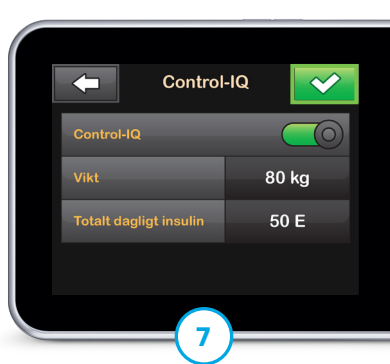 Control-IQ
Control-IQ
Vikt 80 kg
Totalt dagligt insulin 50 E
7